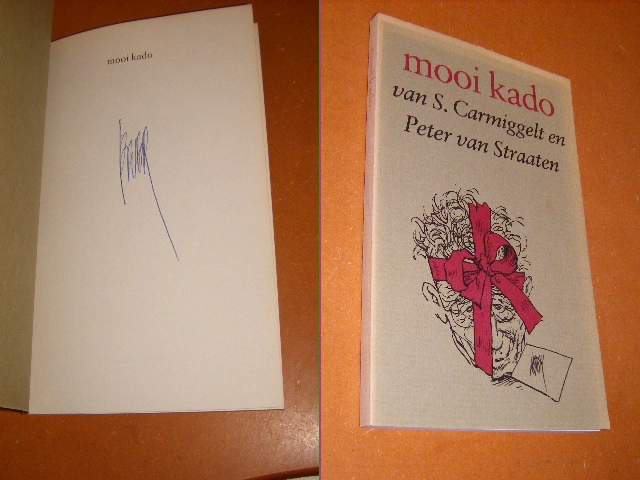 mooi kado
mooi kado
van S. Carmiggelt en
Peter van Straaten